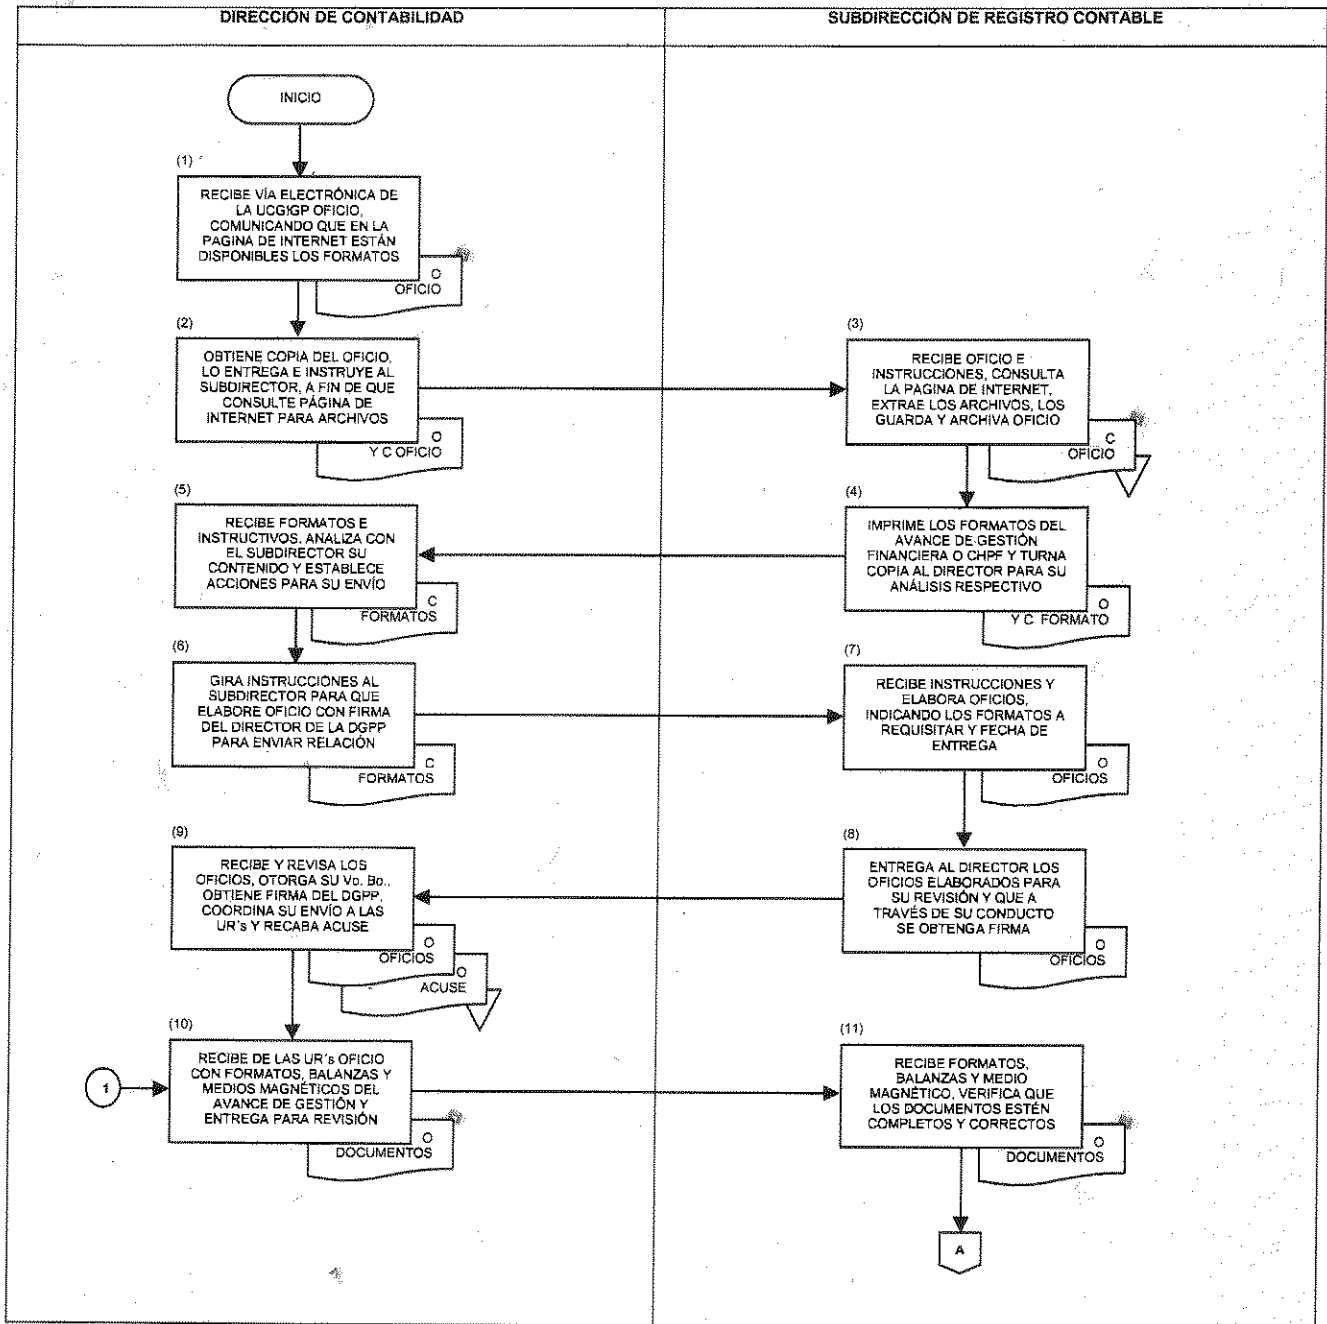 DIRECCIÓN DE CONTABILIDAD
SUBDIRECCIÓN DE REGISTRO CONTABLE
INICIO
(1)
RECIBE VÍA ELECTRÓNICA DE
LA UCGIGP OFICIO,
COMUNICANDO QUE EN LA
PAGINA DE INTERNET ESTÁN
DISPONIBLES LOS FORMATOS
O
OFICIO
(2)
OBTIENE COPIA DEL OFICIO,
LO ENTREGA E INSTRUYE AL
SUBDIRECTOR, A FIN DE QUE
CONSULTE PÁGINA DE
INTERNET PARA ARCHIVOS
O
Y C OFICIO
(3)
RECIBE OFICIO E
INSTRUCCIONES, CONSULTA
LA PAGINA DE INTERNET,
EXTRAE LOS ARCHIVOS, LOS
GUARDA Y ARCHIVA OFICIO
C
OFICIO
(4)
IMPRIME LOS FORMATOS DEL
AVANCE DE GESTIÓN
FINANCIERA O CHPF Y TURNA
COPIA AL DIRECTOR PARA SU
ANÁLISIS RESPECTIVO
O
Y C FORMATO
(5)
RECIBE FORMATOS E
INSTRUCTIVOS, ANALIZA CON
EL SUBDIRECTOR SU
CONTENIDO Y ESTABLECE
ACCIONES PARA SU ENVÍO
C
FORMATOS
(6)
GIRA INSTRUCCIONES AL
SUBDIRECTOR PARA QUE
ELABORE OFICIO CON FIRMA
DEL DIRECTOR DE LA DGPP
PARA ENVIAR RELACIÓN
C
FORMATOS
(7)
RECIBE INSTRUCCIONES Y
ELABORA OFICIOS,
INDICANDO LOS FORMATOS A
REQUISITAR Y FECHA DE
ENTREGA
O
OFICIOS
(8)
ENTREGA AL DIRECTOR LOS
OFICIOS ELABORADOS PARA
SU REVISIÓN Y QUE A
TRAVÉS DE SU CONDUCTO
SE OBTENGA FIRMA
O
OFICIOS
(9)
RECIBE Y REVISA LOS
OFICIOS, OTORGA SU Vo. Bo.,
OBTIENE FIRMA DEL DGPP,
COORDINA SU ENVÍO A LAS
UR's Y RECABA ACUSE
O
OFICIOS
O
ACUSE
(10)
1
RECIBE DE LAS UR's OFICIO
CON FORMATOS, BALANZAS Y
MEDIOS MAGNÉTICOS DEL
AVANCE DE GESTIÓN Y
ENTREGA PARA REVISIÓN
O
DOCUMENTOS
(11)
RECIBE FORMATOS,
BALANZAS Y MEDIO
MAGNÉTICO, VERIFICA QUE
LOS DOCUMENTOS ESTÉN
COMPLETOS Y CORRECTOS
O
DOCUMENTOS
A